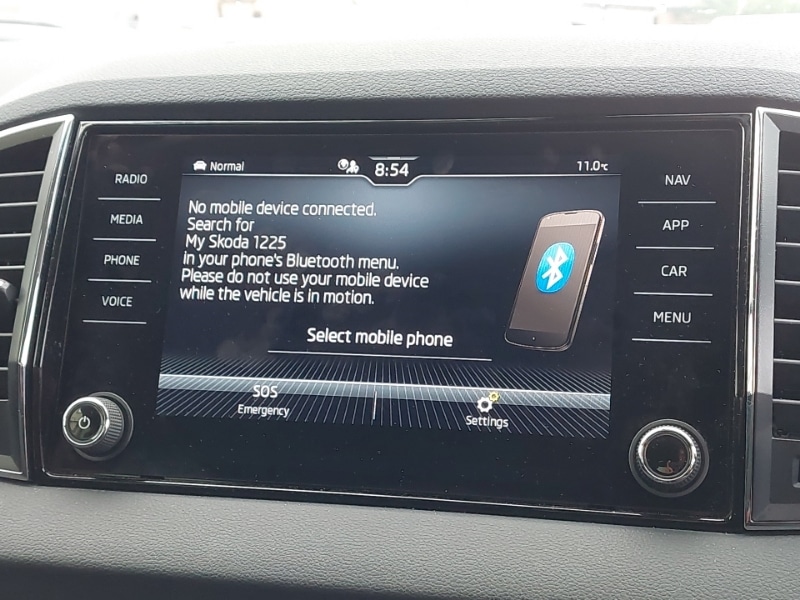 Normal
8:54
11.0°C
RADIO
MEDIA
PHONE
VOICE
No mobile device connected.
Search for
My Skoda 1225
in your phone's Bluetooth menu.
Please do not use your mobile device
while the vehicle is in motion.
Select mobile phone
SOS
Emergency
Settings
NAV
APP
CAR
MENU